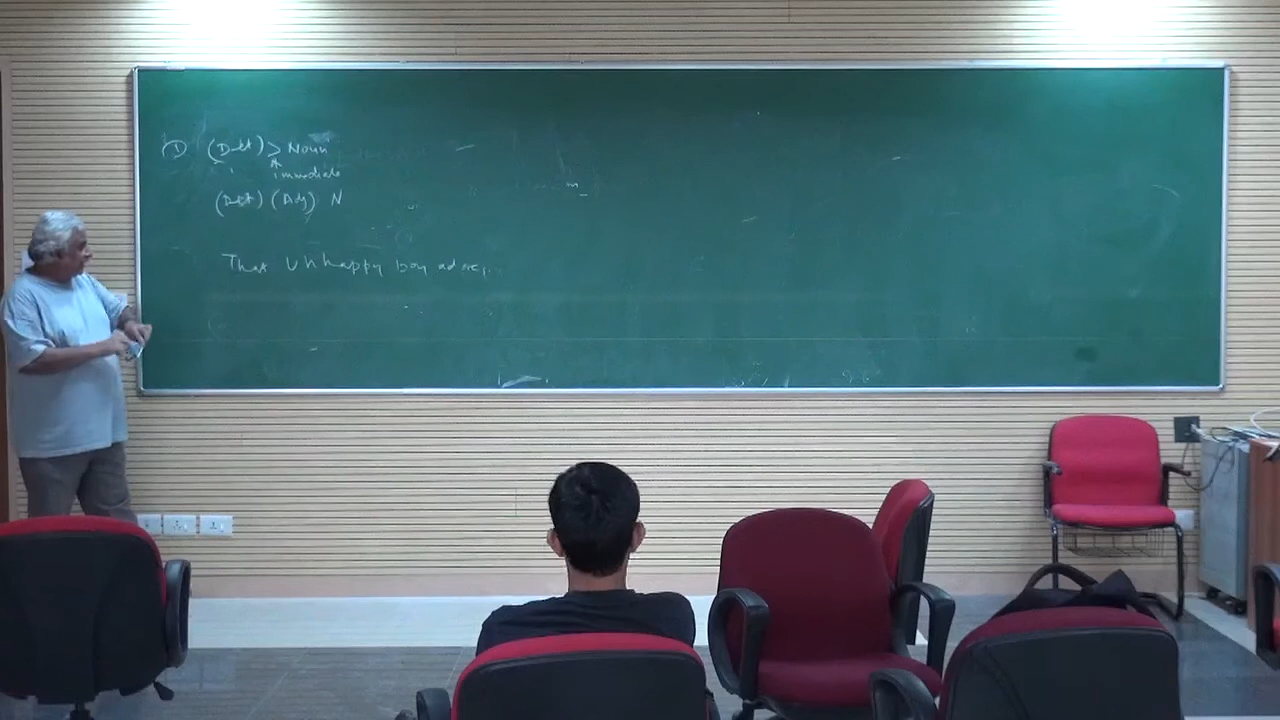 ① (Det) > Noun
immediate
(Det) (Adj) N
That Unhappy boy